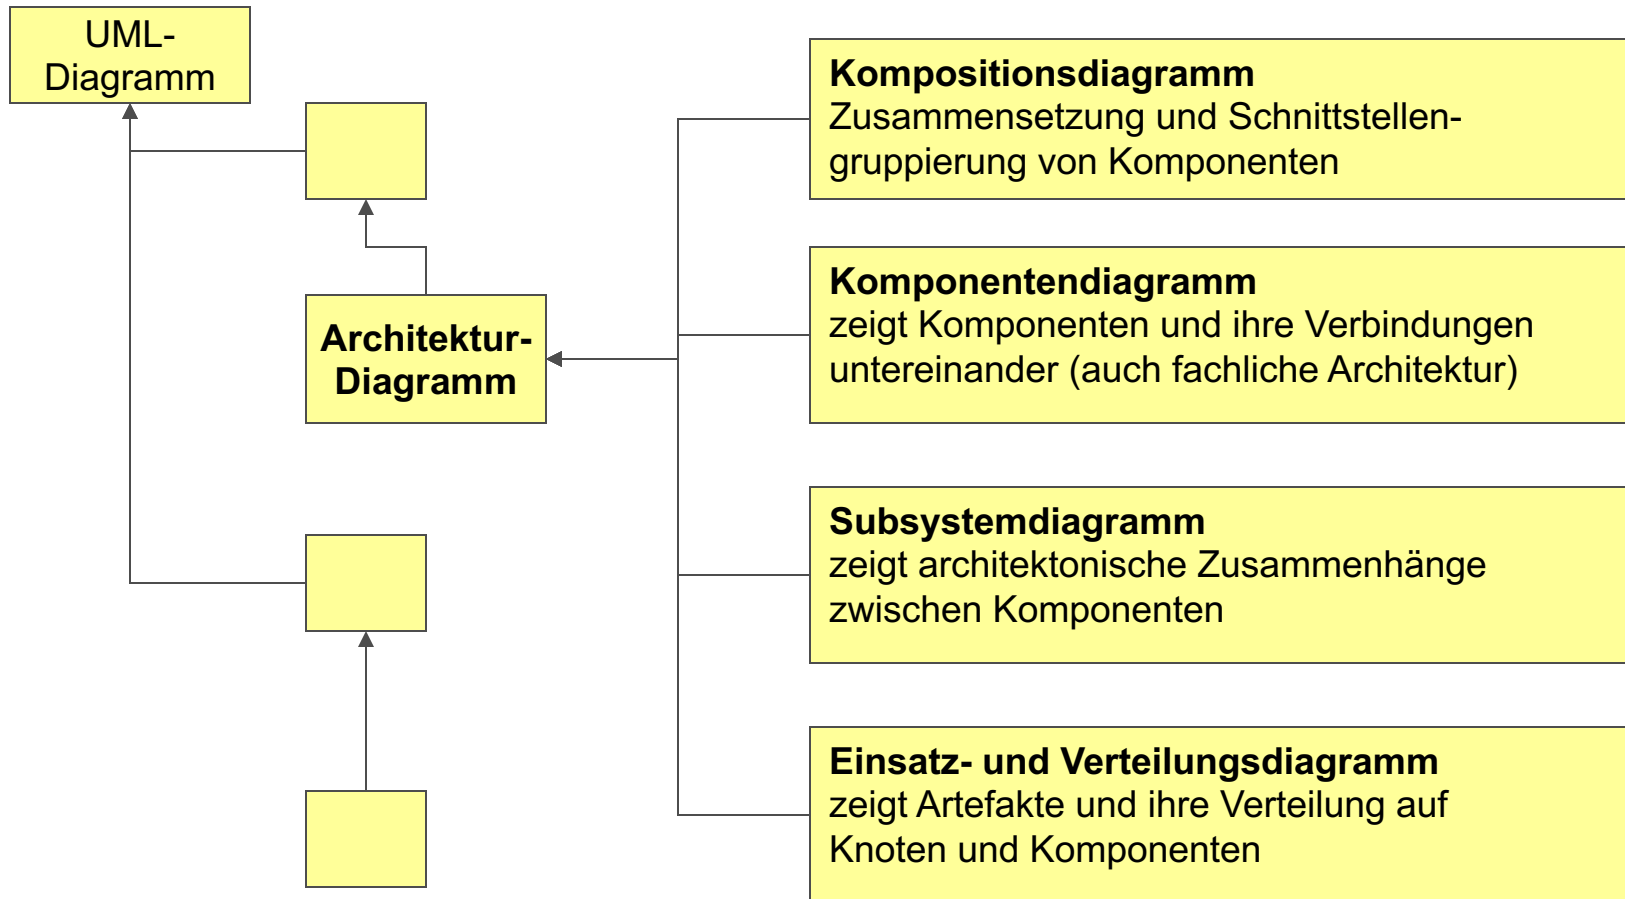 UML-
Diagramm
Architektur-
Diagramm
Kompositionsdiagramm
Zusammensetzung und Schnittstellen-
gruppierung von Komponenten
Komponentendiagramm
zeigt Komponenten und ihre Verbindungen
untereinander (auch fachliche Architektur)
Subsystemdiagramm
zeigt architektonische Zusammenhänge
zwischen Komponenten
Einsatz- und Verteilungsdiagramm
zeigt Artefakte und ihre Verteilung auf
Knoten und Komponenten